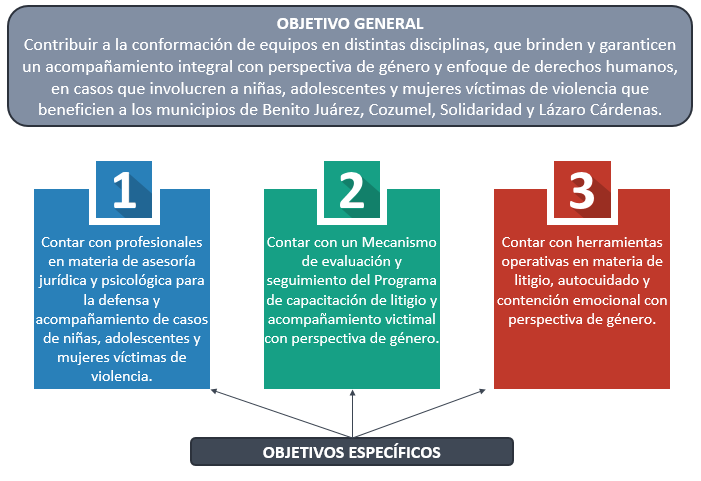 OBJETIVO GENERAL
Contribuir a la conformación de equipos en distintas disciplinas, que brinden y garanticen
un acompañamiento integral con perspectiva de género y enfoque de derechos humanos,
en casos que involucren a niñas, adolescentes y mujeres víctimas de violencia que
beneficien a los municipios de Benito Juárez, Cozumel, Solidaridad y Lázaro Cárdenas.
1
Contar con profesionales
en materia de asesoría
jurídica y psicológica para
la defensa y
acompañamiento de casos
de niñas, adolescentes y
mujeres víctimas de
violencia.
2
Contar con un Mecanismo
de evaluación y
seguimiento del Programa
de capacitación de litigio y
acompañamiento victimal
con perspectiva de género.
3
Contar con herramientas
operativas en materia de
litigio, autocuidado y
contención emocional con
perspectiva de género.
OBJETIVOS ESPECÍFICOS